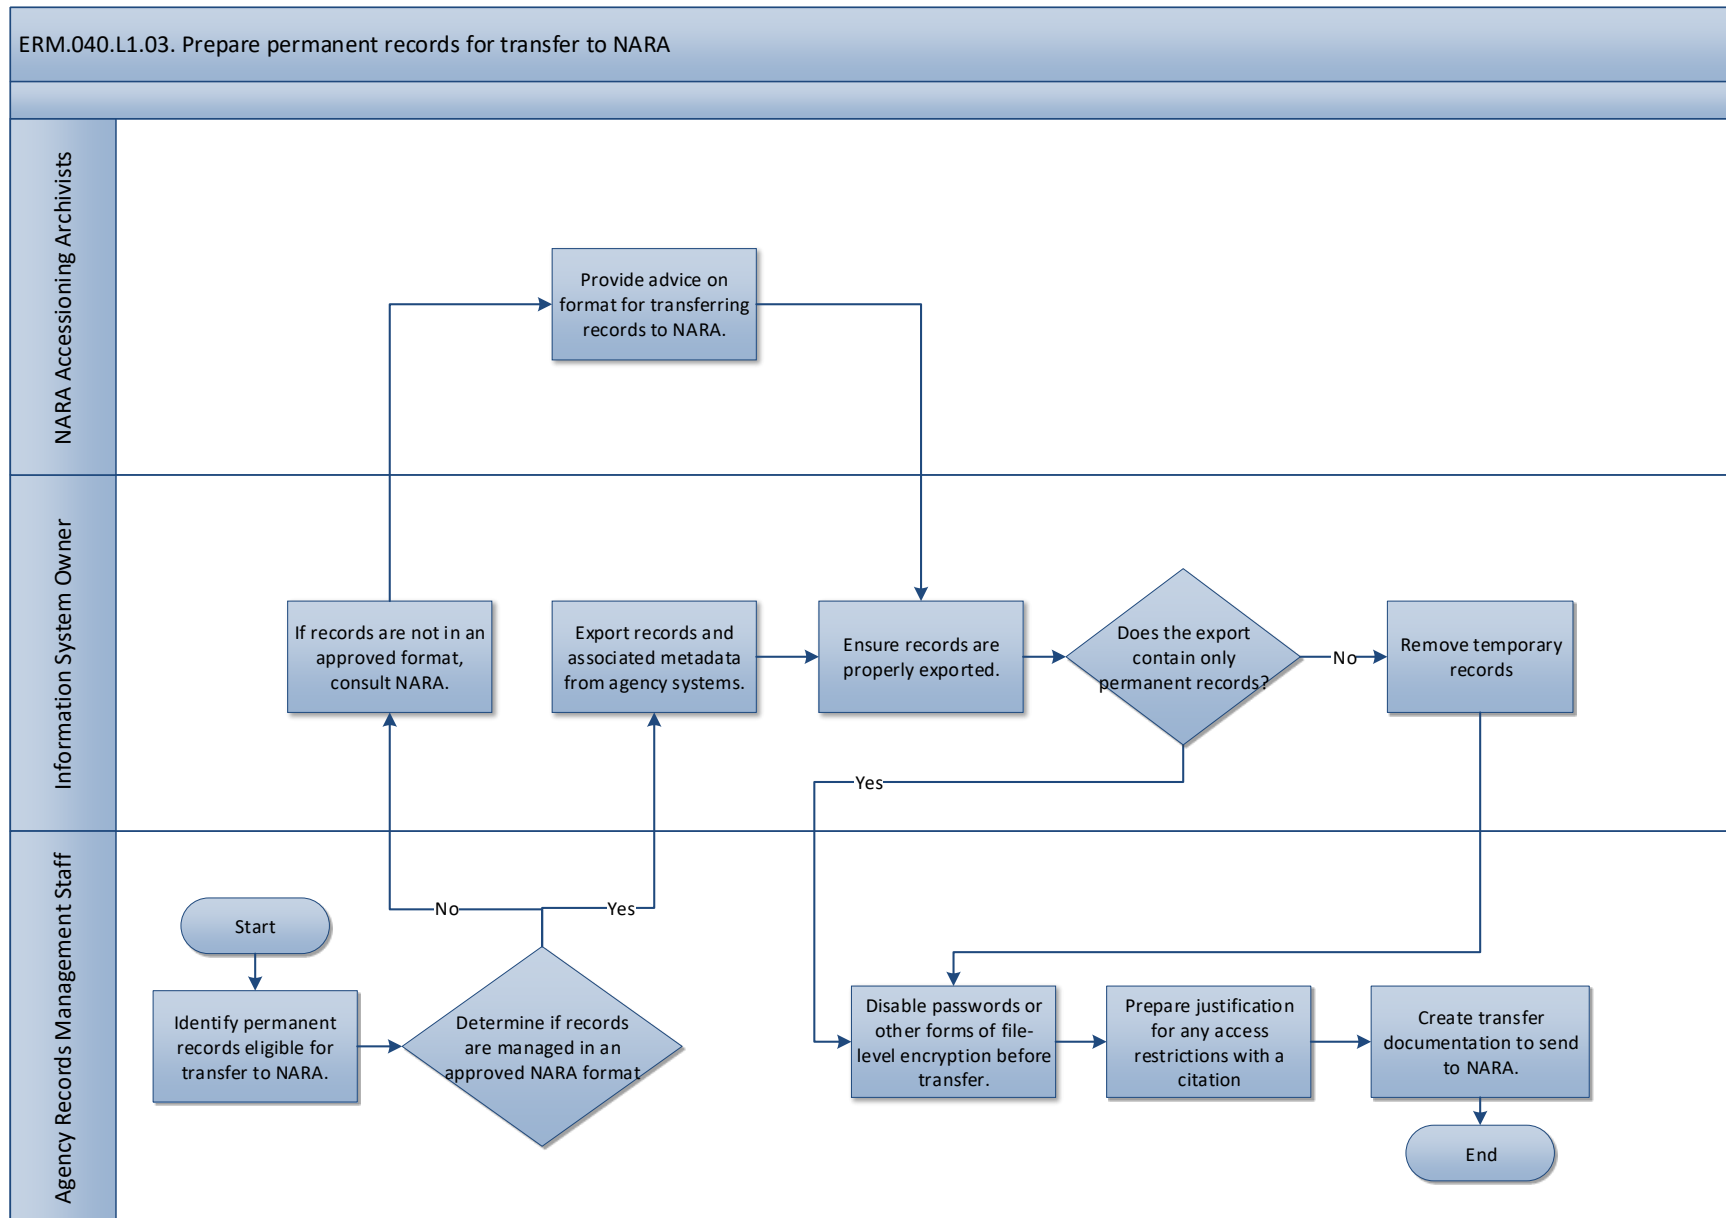 ERM.040.L1.03. Prepare permanent records for transfer to NARA
NARA Accessioning Archivists
Provide advice on
format for transferring
records to NARA.
Information System Owner
If records are not in an
approved format,
consult NARA.
Export records and
associated metadata
from agency systems.
Ensure records are
properly exported.
Does the export
contain only
permanent records?
No
Remove temporary
records
Yes
Agency Records Management Staff
No
Yes
Start
Identify permanent
records eligible for
transfer to NARA.
Determine if records
are managed in an
approved NARA format
Disable passwords or
other forms of file-
level encryption before
transfer.
Prepare justification
for any access
restrictions with a
citation
Create transfer
documentation to send
to NARA.
End